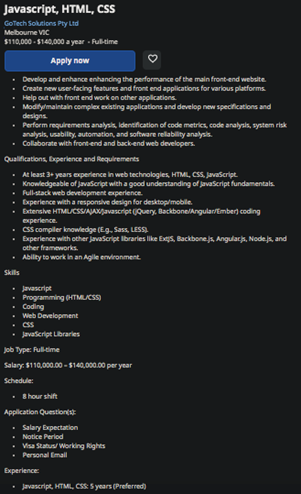 Javascript, HTML, CSS
GoTech Solutions Pty Ltd
Melbourne VIC
$110,000 - $140,000 a year - Full-time
Apply now
• Develop and enhance enhancing the performance of the main front-end website.
• Create new user-facing features and front end applications for various platforms.
• Help out with front end work on other applications.
• Modify/maintain complex existing applications and develop new specifications and
designs.
• Perform requirements analysis, identification of code metrics, code analysis, system risk
analysis, usability, automation, and software reliability analysis.
• Collaborate with front-end and back-end web developers.
Qualifications, Experience and Requirements
• At least 3+ years experience in web technologies, HTML, CSS, JavaScript.
• Knowledgeable of JavaScript with a good understanding of JavaScript fundamentals.
• Full-stack web development experience.
• Experience with a responsive design for desktop/mobile.
• Extensive HTML/CSS/AJAX/Javascript (jQuery, Backbone/Angular/Ember) coding
experience.
• CSS compiler knowledge (E.g., Sass, LESS).
• Experience with other JavaScript libraries like ExtJS, Backbone.js, Angular.js, Node.js, and
other frameworks.
• Ability to work in an Agile environment.
Skills
• Javascript
• Programming (HTML/CSS)
• Coding
• Web Development
• CSS
• JavaScript Libraries
Job Type: Full-time
Salary: $110,000.00 – $140,000.00 per year
Schedule:
• 8 hour shift
Application Question(s):
• Salary Expectation
• Notice Period
• Visa Status/ Working Rights
• Personal Email
Experience:
• Javascript, HTML, CSS: 5 years (Preferred)